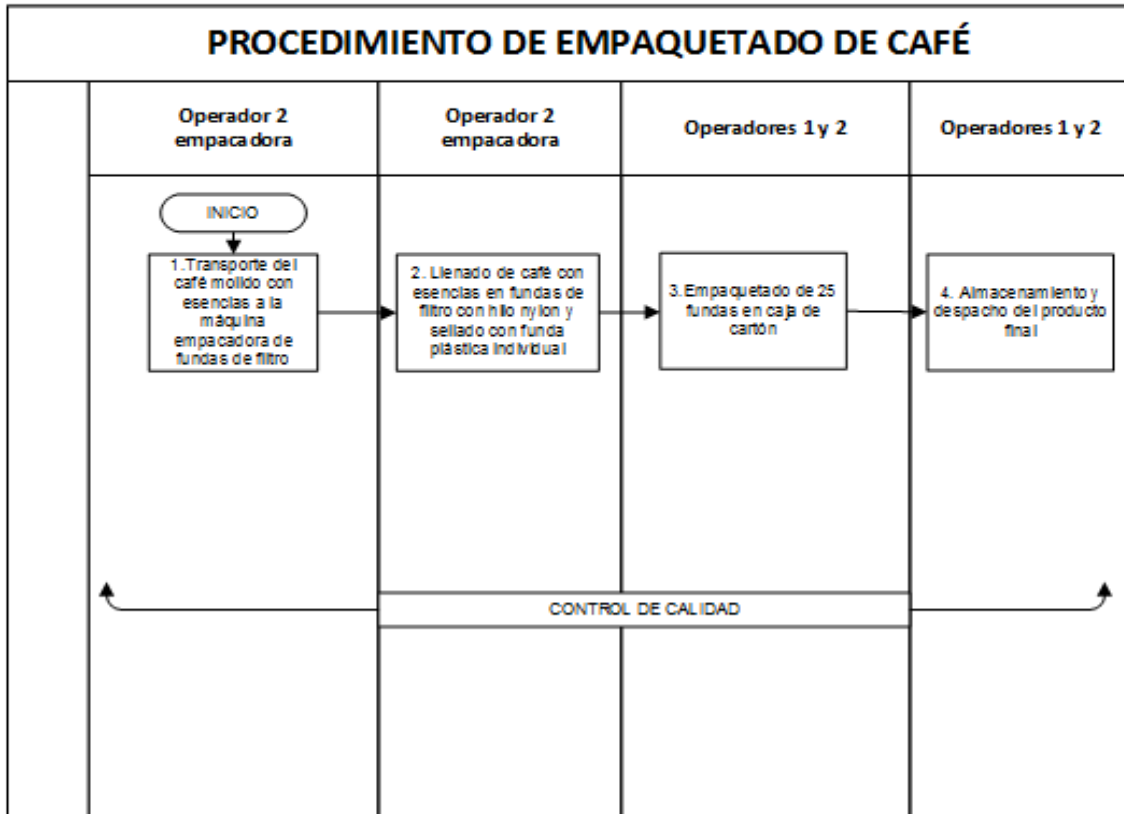 PROCEDIMIENTO DE EMPAQUETADO DE CAFÉ
Operador 2
empacadora
Operador 2
empacadora
Operadores 1 y 2
Operadores 1 y 2
INICIO
1.Transporte del
café molido con
esencias a la
máquina
empacadora de
fundas de filtro
2. Llenado de café con
esencias en fundas de
filtro con hilo nylon y
sellado con funda
plástica individual
3.Empaquetado de 25
fundas en caja de
cartón
4. Almacenamiento y
despacho del producto
final
CONTROL DE CALIDAD